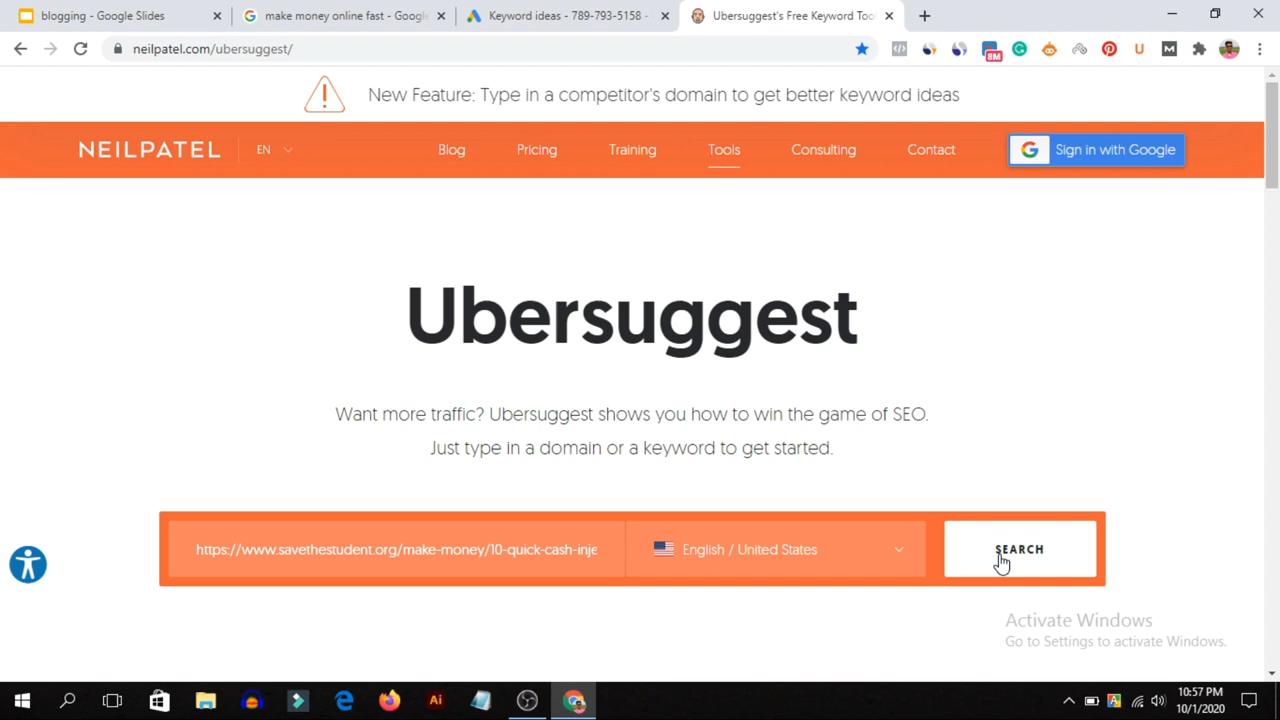 blogging - Google Slides
make money online fast - Google
Keyword ideas - 789-793-5158 -
Ubersuggest's Free Keyword Too
neilpatel.com/ubersuggest/
8M
New Feature: Type in a competitor's domain to get better keyword ideas
NEILPATEL
EN
Blog
Pricing
Training
Tools
Consulting
Contact
Sign in with Google
Ubersuggest
Want more traffic? Ubersuggest shows you how to win the game of SEO.
Just type in a domain or a keyword to get started.
https://www.savethestudent.org/make-money/10-quick-cash-inje
English / United States
SEARCH
Activate Windows
Go to Settings to activate Windows.
Ai
10:57 PM
10/1/2020